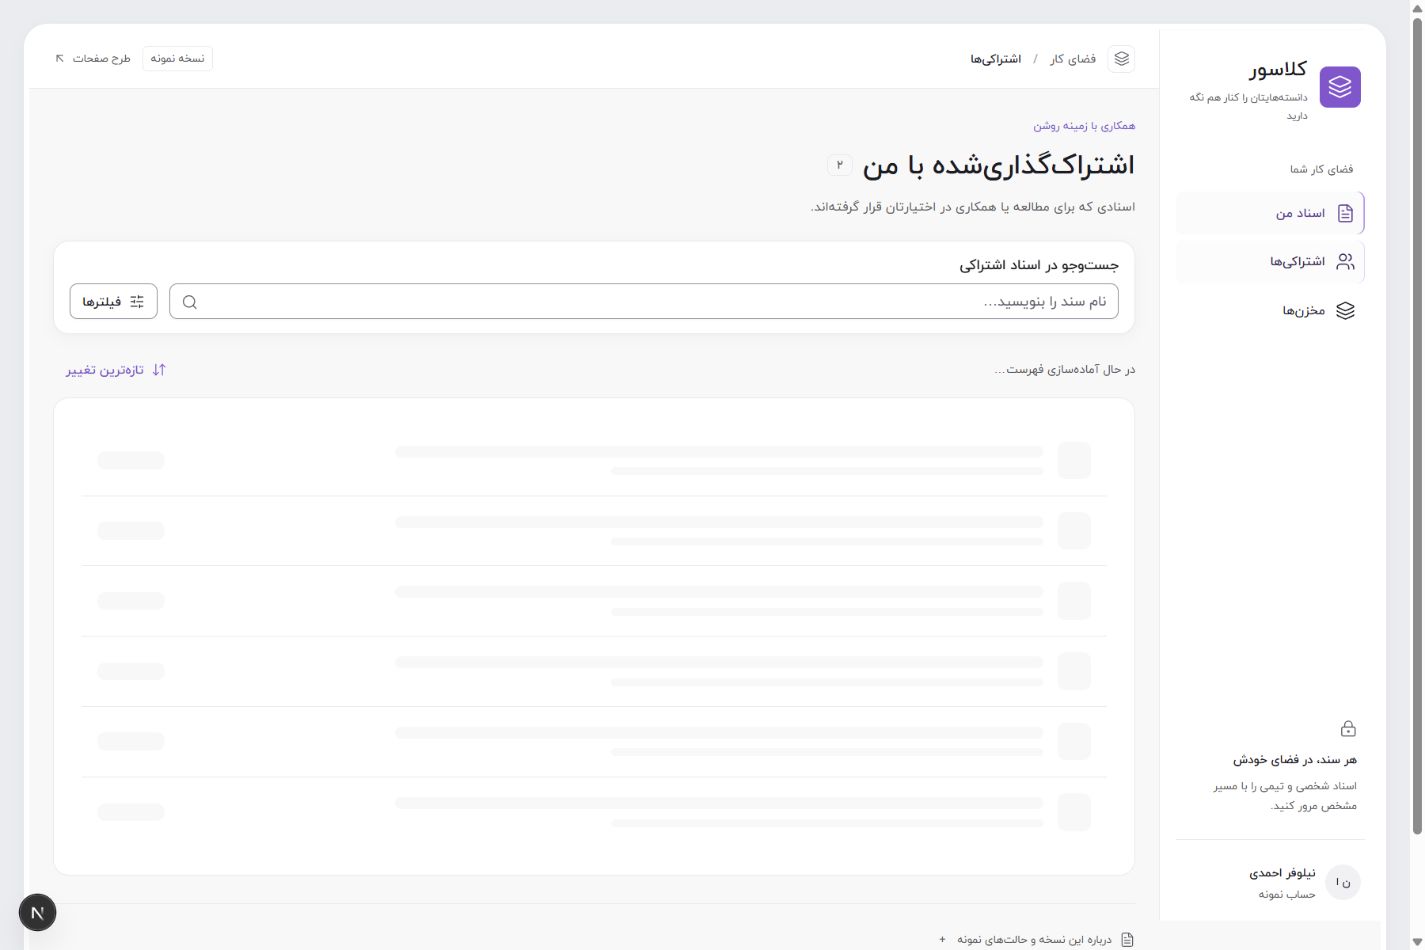 کلاسور
دانسته‌هایتان را کنار هم نگه
دارید
فضای کار شما
اسناد من
اشتراکی‌ها
مخزن‌ها
هر سند، در فضای خودش
اسناد شخصی و تیمی را با مسیر
مشخص مرور کنید.
ن ا
نیلوفر احمدی
حساب نمونه
فضای کار / اشتراکی‌ها
نسخه نمونه
طرح صفحات
همکاری با زمینه روشن
اشتراک‌گذاری‌شده با من ۲
اسنادی که برای مطالعه یا همکاری در اختیارتان قرار گرفته‌اند.
جست‌وجو در اسناد اشتراکی
نام سند را بنویسید…
فیلترها
در حال آماده‌سازی فهرست…
تازه‌ترین تغییر
درباره این نسخه و حالت‌های نمونه +
N